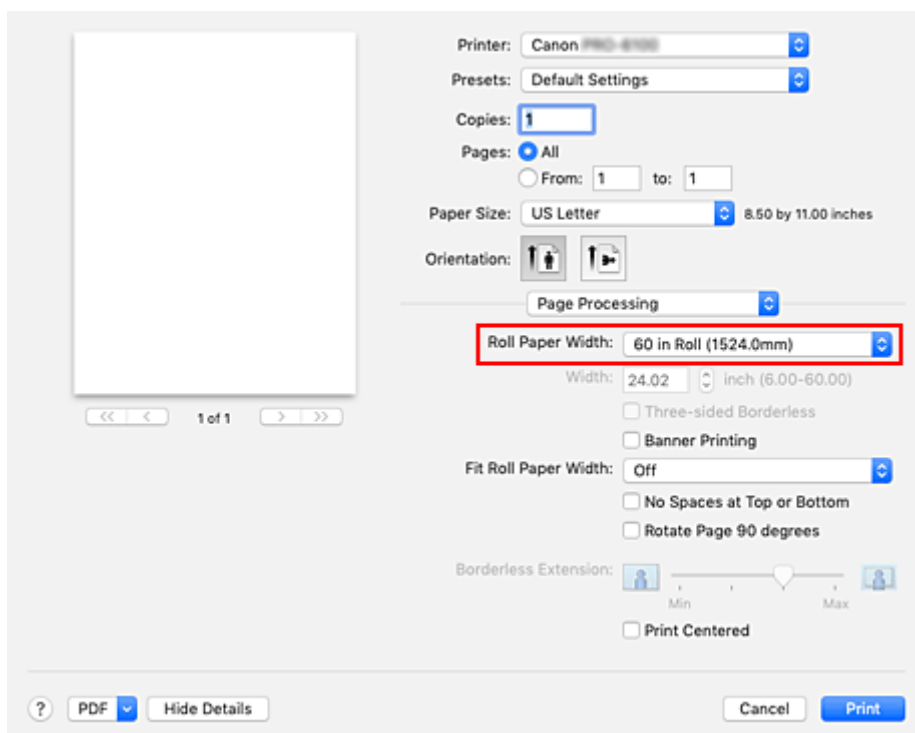 Printer: Canon
Presets: Default Settings
Copies: 1
Pages: All
From: 1 to: 1
Paper Size: US Letter 8.50 by 11.00 inches
Orientation:
Page Processing
Roll Paper Width: 60 in Roll (1524.0mm)
Width: 24.02 inch (6.00-60.00)
Three-sided Borderless
<< < 1 of 1 > >>
Banner Printing
Fit Roll Paper Width: Off
No Spaces at Top or Bottom
Rotate Page 90 degrees
Borderless Extension:
Min Max
Print Centered
? PDF Hide Details Cancel Print